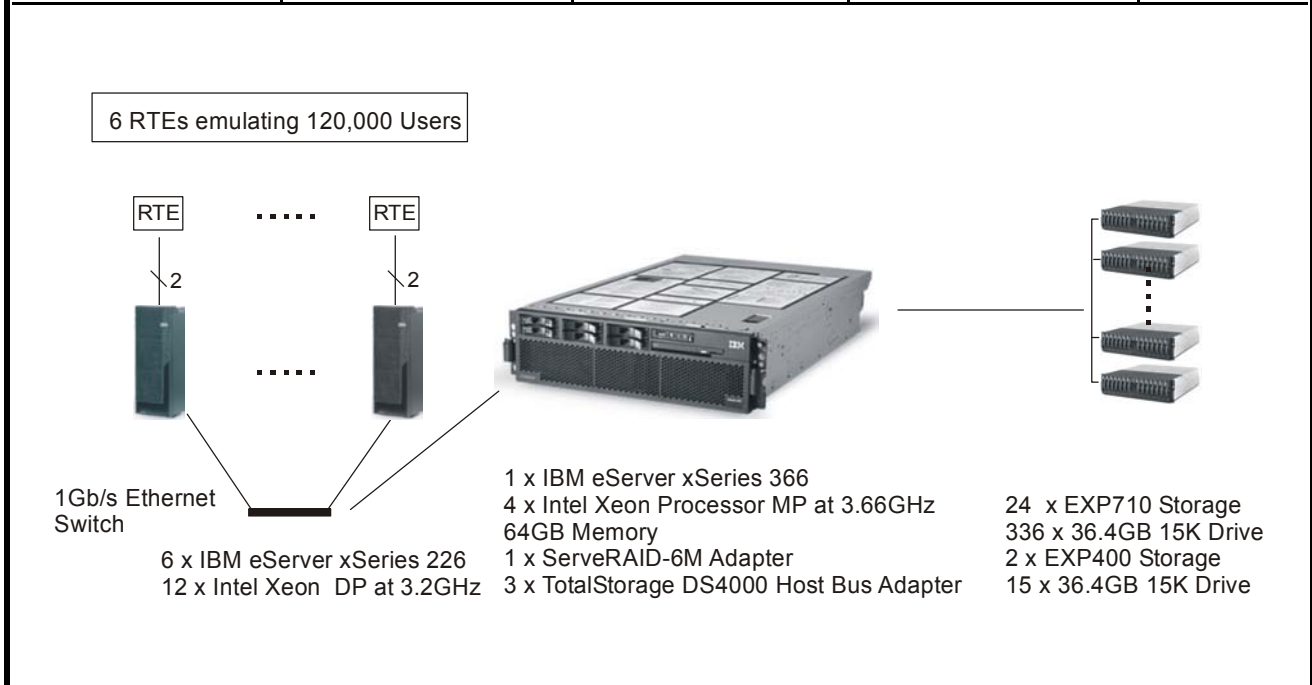 6 RTEs emulating 120,000 Users
RTE
RTE
2
2
IBM
1Gb/s Ethernet
Switch
6 x IBM eServer xSeries 226
12 x Intel Xeon DP at 3.2GHz
1 x IBM eServer xSeries 366
4 x Intel Xeon Processor MP at 3.66GHz
64GB Memory
1 x ServeRAID-6M Adapter
3 x TotalStorage DS4000 Host Bus Adapter
24 x EXP710 Storage
336 x 36.4GB 15K Drive
2 x EXP400 Storage
15 x 36.4GB 15K Drive